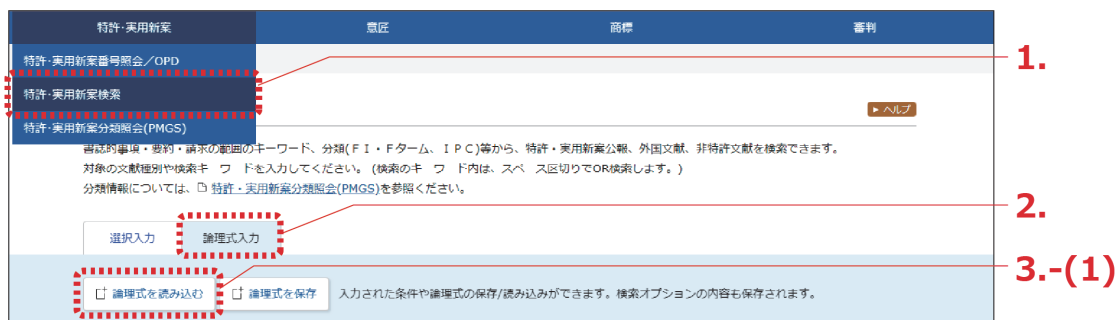 特許·実用新案 意匠 商標 審判
特許·実用新案番号照会／OPD
1.
特許·実用新案検索
▶ ヘルプ
特許·実用新案分類照会(PMGS)
書誌的事項・要約・請求の範囲のキーワード、分類(ＦＩ・Ｆターム、ＩＰＣ)等から、特許・実用新案公報、外国文献、非特許文献を検索できます。
対象の文献種別や検索キ　ワ　ドを入力してください。 (検索のキ　ワ　ド内は、スペ　ス区切りでOR検索します。)
分類情報については、 特許・実用新案分類照会(PMGS)を参照ください。
2.
選択入力 論理式入力
3.-(1)
論理式を読み込む 論理式を保存 入力された条件や論理式の保存/読み込みができます。検索オプションの内容も保存されます。